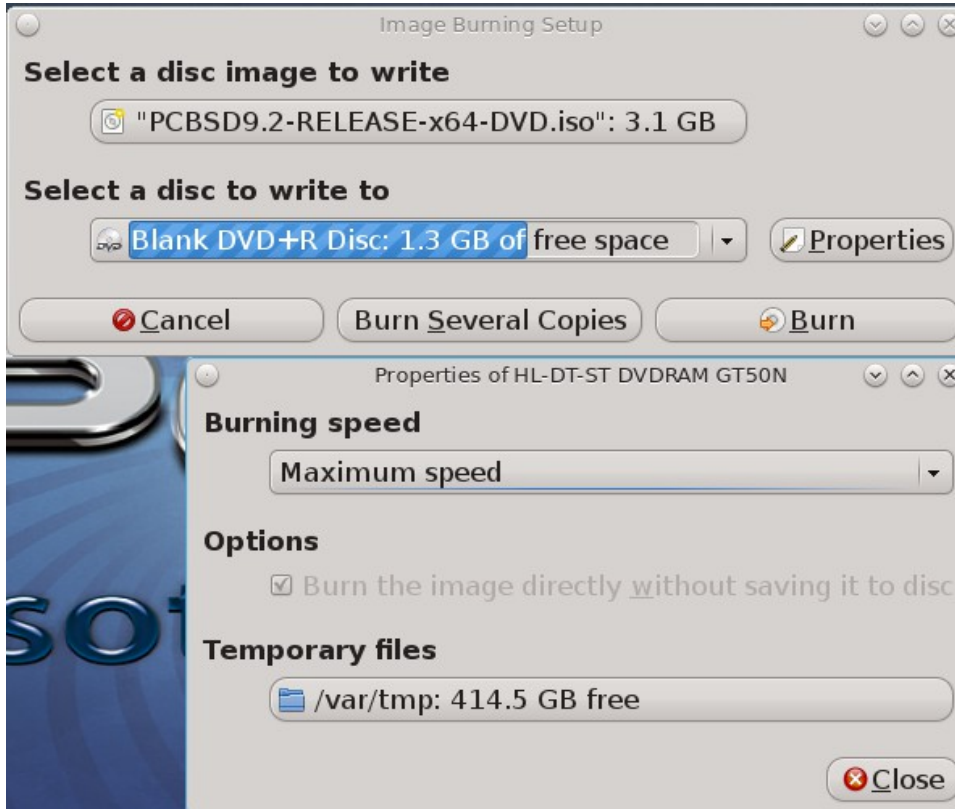 Image Burning Setup
Select a disc image to write
"PCBSD9.2-RELEASE-x64-DVD.iso": 3.1 GB
Select a disc to write to
Blank DVD+R Disc: 1.3 GB of free space
Properties
Cancel
Burn Several Copies
Burn
Properties of HL-DT-ST DVDRAM GT50N
Burning speed
Maximum speed
Options
Burn the image directly without saving it to disc
Temporary files
/var/tmp: 414.5 GB free
Close